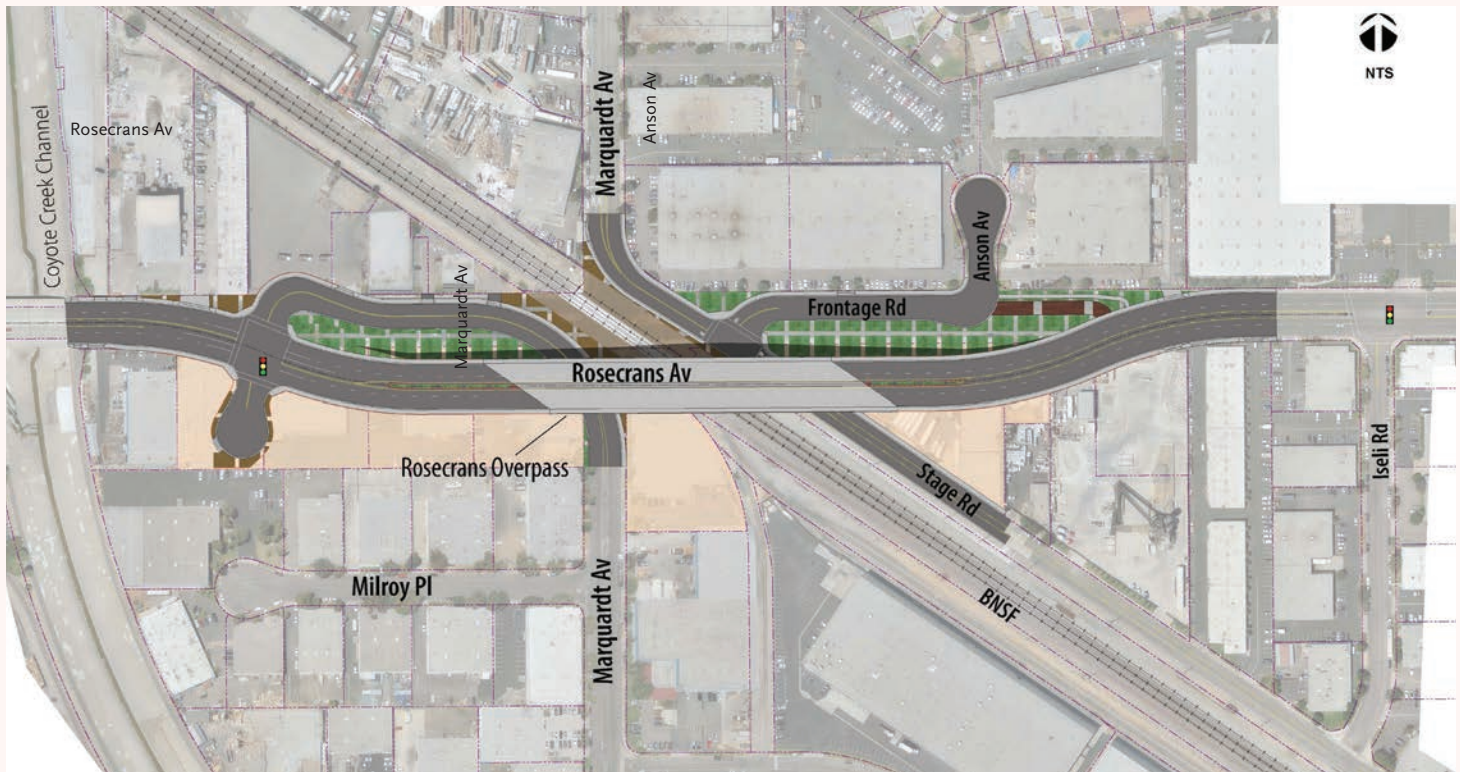 NTS
Marquardt Av
Anson Av
Rosecrans Av
Coyote Creek Channel
Anson Av
Marquardt Av
Frontage Rd
Rosecrans Av
Rosecrans Overpass
Iseli Rd
Stage Rd
Milroy Pl
BNSF
Marquardt Av